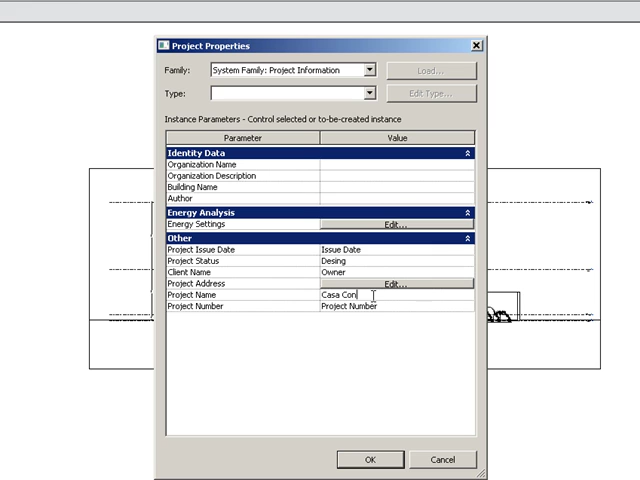 Project Properties
Family: System Family: Project Information Load...
Type: Edit Type...
Instance Parameters - Control selected or to-be-created instance
Parameter Value
Identity Data
Organization Name
Organization Description
Building Name
Author
Energy Analysis
Energy Settings Edit...
Other
Project Issue Date Issue Date
Project Status Desing
Client Name Owner
Project Address Edit...
Project Name Casa Con
Project Number Project Number
OK Cancel